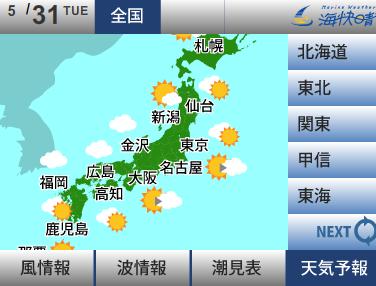 5 /31 TUE
全国
Marine Weather
海快晴
札幌
仙台
新潟
金沢
東京
名古屋
広島
大阪
福岡
高知
鹿児島
那覇
北海道
東北
関東
甲信
東海
NEXT
風情報
波情報
潮見表
天気予報